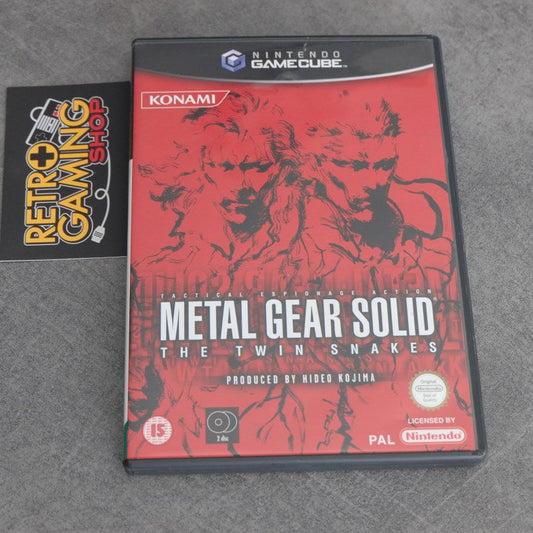 NINTENDO
GAMECUBE™
KONAMI
RETRO
GAMING
SHOP
TACTICAL ESPIONAGE ACTION
METAL GEAR SOLID®
THE TWIN SNAKES
PRODUCED BY HIDEO KOJIMA
Original
Nintendo
Seal of
Quality
15
2 disc
PAL
LICENSED BY
Nintendo